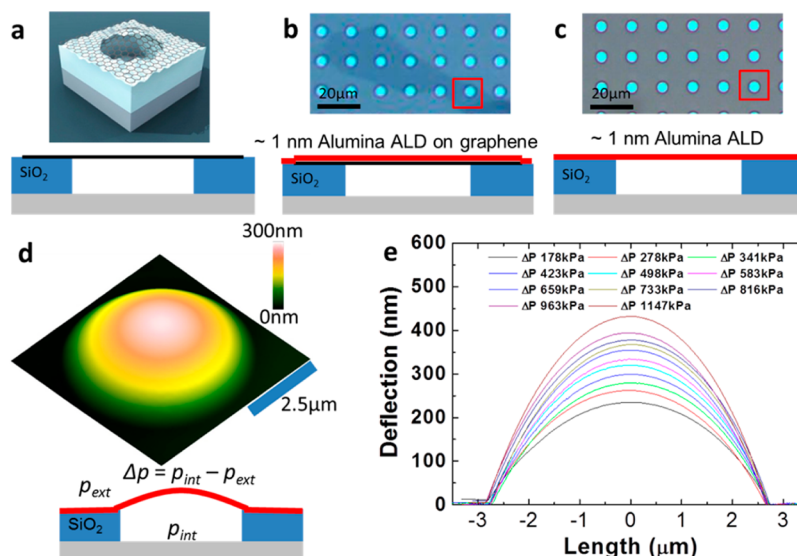 a
SiO2
b
20μm
~ 1 nm Alumina ALD on graphene
SiO2
c
20μm
~ 1 nm Alumina ALD
SiO2
d
300nm
0nm
2.5μm
Δp = pint − pext
pext
SiO2
pint
e
Deflection (nm)
600
500
400
300
200
100
0
ΔP 178kPa ΔP 278kPa ΔP 341kPa
ΔP 423kPa ΔP 498kPa ΔP 583kPa
ΔP 659kPa ΔP 733kPa ΔP 816kPa
ΔP 963kPa ΔP 1147kPa
-3 -2 -1 0 1 2 3
Length (μm)